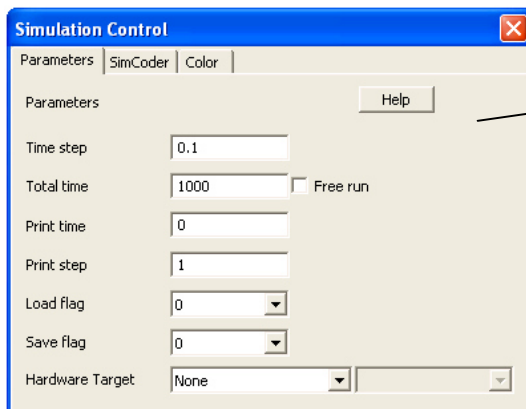 Simulation Control
Parameters SimCoder Color
Parameters Help
Time step 0.1
Total time 1000 Free run
Print time 0
Print step 1
Load flag 0
Save flag 0
Hardware Target None